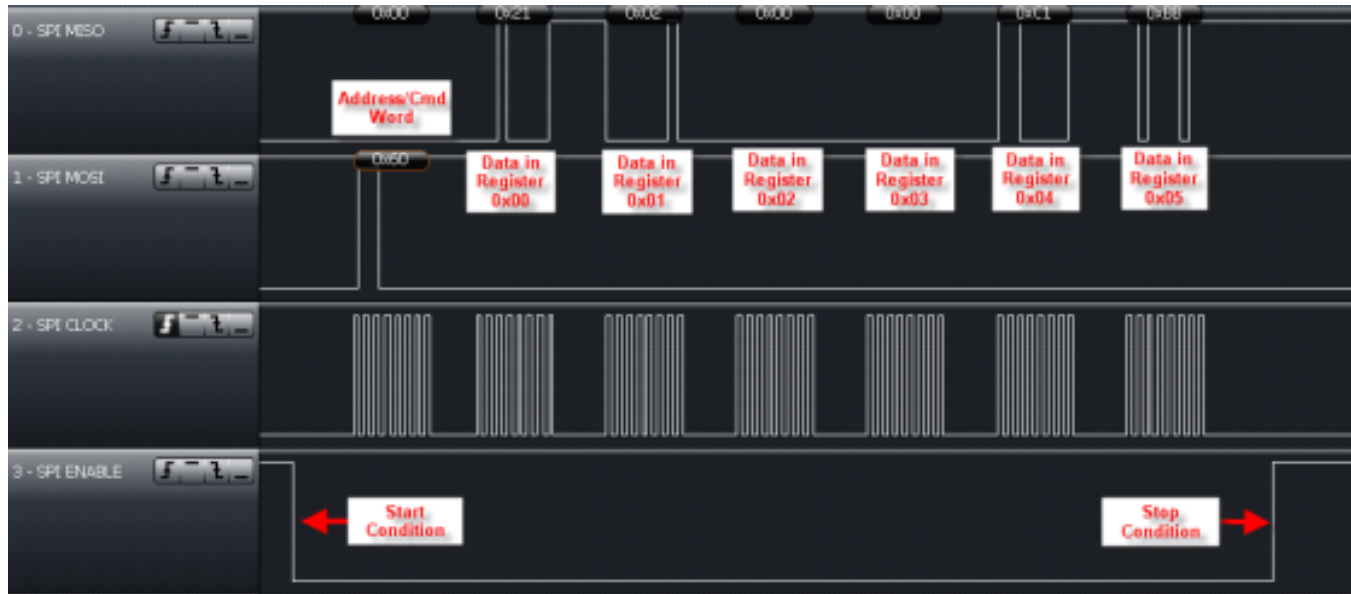 0x00 0x21 0x02 0x00 0x00 0xC1 0xBB
0 - SPI MISO
Address/Cmd
Word
0x60
1 - SPI MOSI
Data in
Register
0x00
Data in
Register
0x01
Data in
Register
0x02
Data in
Register
0x03
Data in
Register
0x04
Data in
Register
0x05
2 - SPI CLOCK
3 - SPI ENABLE
Start
Condition
Stop
Condition